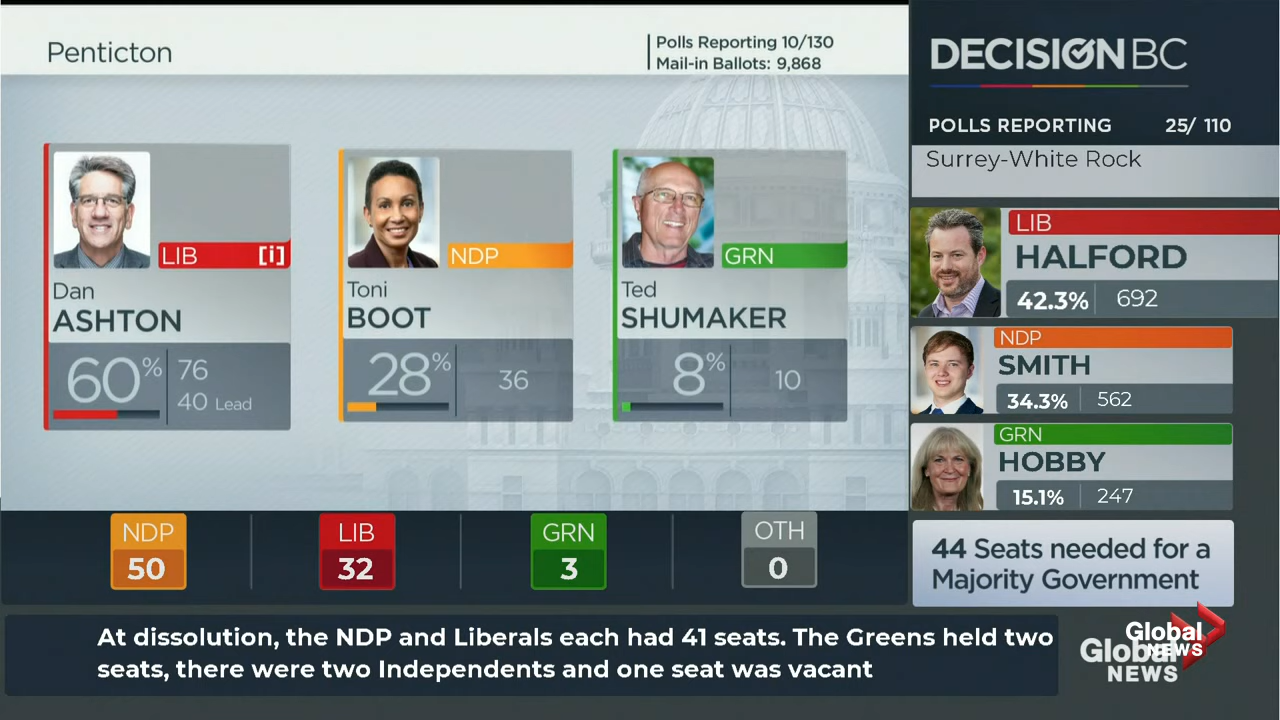 Penticton
Polls Reporting 10/130
Mail-in Ballots: 9,868
LIB [i]
Dan
ASHTON
60%
76
40 Lead
NDP
Toni
BOOT
28%
36
GRN
Ted
SHUMAKER
8%
10
NDP
50
LIB
32
GRN
3
OTH
0
DECISION BC
POLLS REPORTING 25/ 110
Surrey-White Rock
LIB
HALFORD
42.3% 692
NDP
SMITH
34.3% 562
GRN
HOBBY
15.1% 247
44 Seats needed for a
Majority Government
At dissolution, the NDP and Liberals each had 41 seats. The Greens held two
seats, there were two Independents and one seat was vacant
Global
NEWS
Global
NEWS